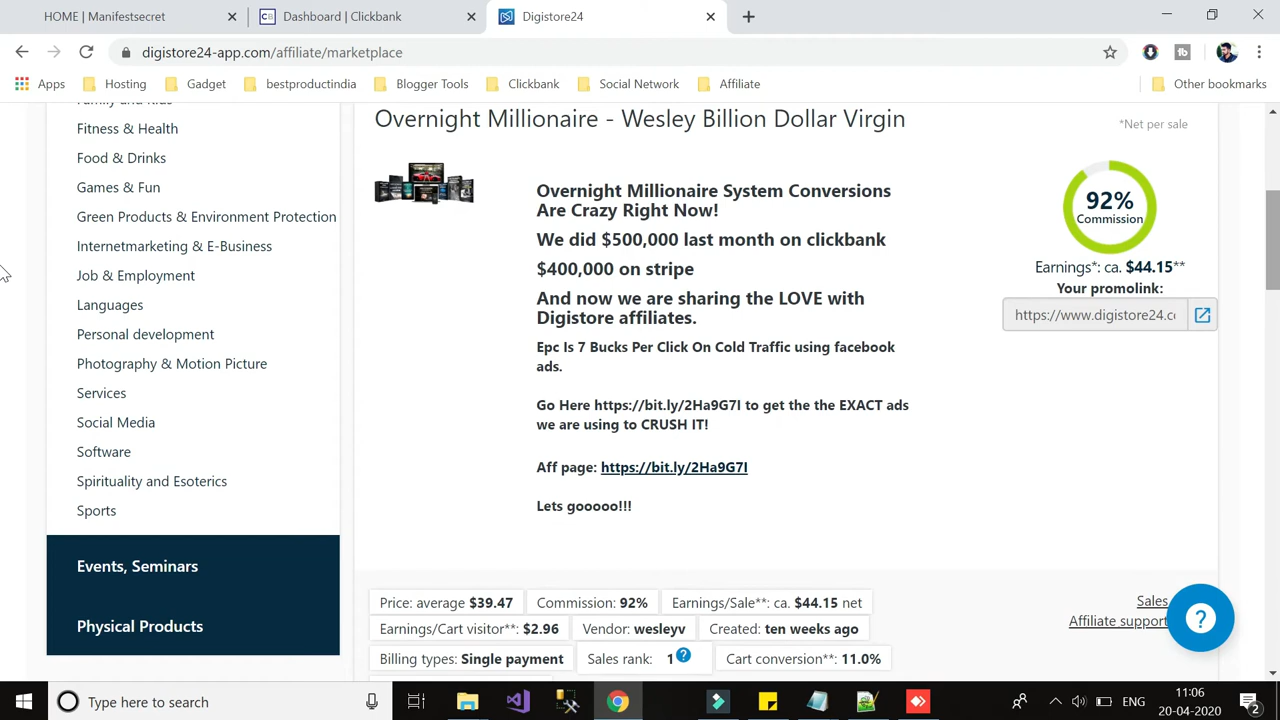 HOME | Manifestsecret
Dashboard | Clickbank
Digistore24
digistore24-app.com/affiliate/marketplace
Apps
Hosting
Gadget
bestproductindia
Blogger Tools
Clickbank
Social Network
Affiliate
Other bookmarks
Family and Kids
Fitness & Health
Food & Drinks
Games & Fun
Green Products & Environment Protection
Internetmarketing & E-Business
Job & Employment
Languages
Personal development
Photography & Motion Picture
Services
Social Media
Software
Spirituality and Esoterics
Sports
Events, Seminars
Physical Products
Overnight Millionaire - Wesley Billion Dollar Virgin
*Net per sale
Overnight Millionaire System Conversions
Are Crazy Right Now!
We did $500,000 last month on clickbank
$400,000 on stripe
And now we are sharing the LOVE with
Digistore affiliates.
Epc Is 7 Bucks Per Click On Cold Traffic using facebook
ads.
Go Here https://bit.ly/2Ha9G7I to get the the EXACT ads
we are using to CRUSH IT!
Aff page: https://bit.ly/2Ha9G7I
Lets gooooo!!!
92%
Commission
Earnings*: ca. $44.15**
Your promolink:
https://www.digistore24.c
Price: average $39.47
Commission: 92%
Earnings/Sale**: ca. $44.15 net
Earnings/Cart visitor**: $2.96
Vendor: wesleyv
Created: ten weeks ago
Billing types: Single payment
Sales rank: 1 ?
Cart conversion**: 11.0%
Sales
Affiliate support
?
Type here to search
ENG
11:06
20-04-2020
2